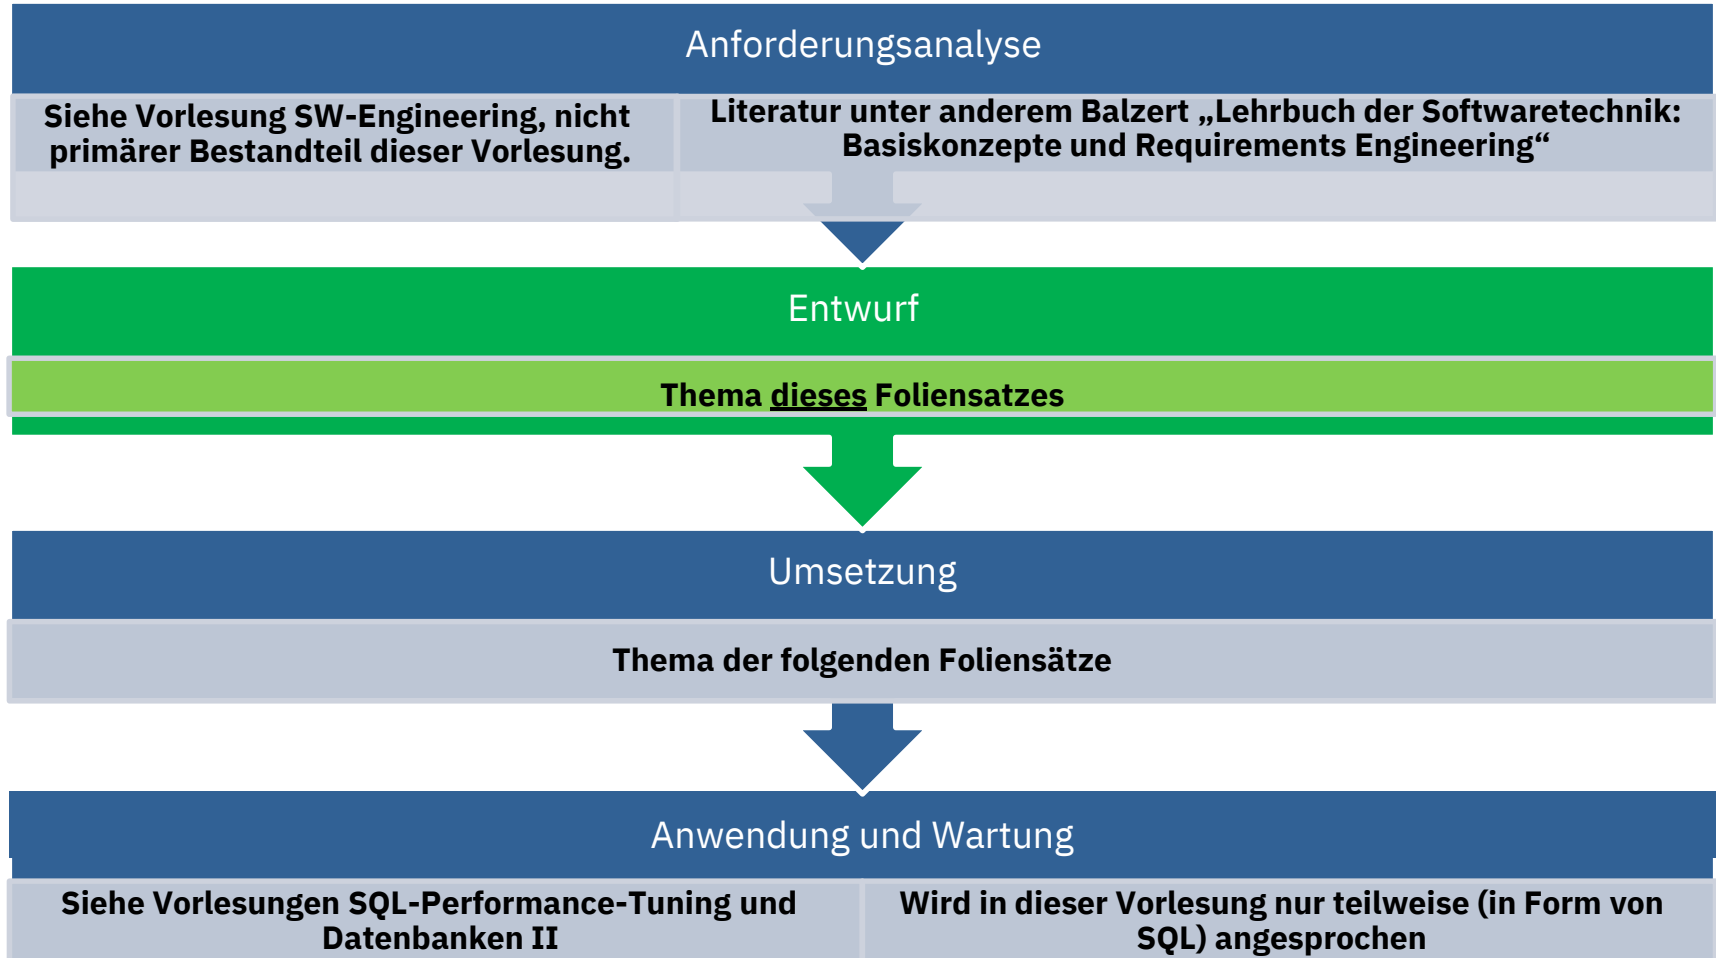 Anforderungsanalyse
Siehe Vorlesung SW-Engineering, nicht
primärer Bestandteil dieser Vorlesung.
Literatur unter anderem Balzert „Lehrbuch der Softwaretechnik:
Basiskonzepte und Requirements Engineering“
Entwurf
Thema dieses Foliensatzes
Umsetzung
Thema der folgenden Foliensätze
Anwendung und Wartung
Siehe Vorlesungen SQL-Performance-Tuning und
Datenbanken II
Wird in dieser Vorlesung nur teilweise (in Form von
SQL) angesprochen